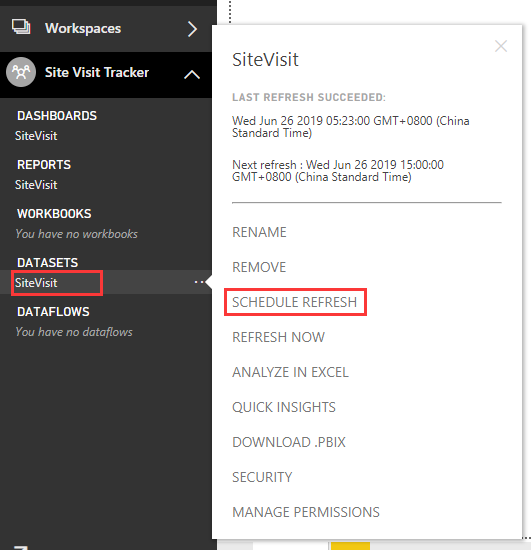 Workspaces
Site Visit Tracker
DASHBOARDS
SiteVisit
REPORTS
SiteVisit
WORKBOOKS
You have no workbooks
DATASETS
SiteVisit
DATAFLOWS
You have no dataflows
SiteVisit
LAST REFRESH SUCCEEDED:
Wed Jun 26 2019 05:23:00 GMT+0800 (China
Standard Time)
Next refresh : Wed Jun 26 2019 15:00:00
GMT+0800 (China Standard Time)
RENAME
REMOVE
SCHEDULE REFRESH
REFRESH NOW
ANALYZE IN EXCEL
QUICK INSIGHTS
DOWNLOAD .PBIX
SECURITY
MANAGE PERMISSIONS